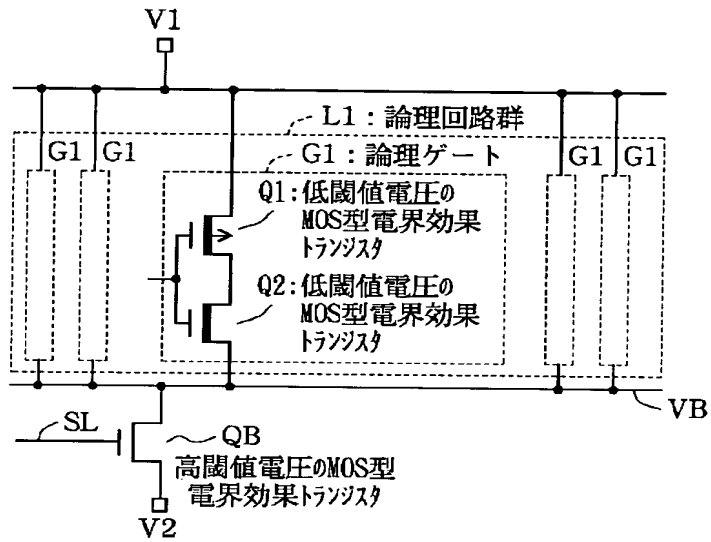 V1
L1：論理回路群
G1
G1
G1：論理ゲート
G1
G1
Q1：低閾値電圧の
MOS型電界効果
トランジスタ
Q2：低閾値電圧の
MOS型電界効果
トランジスタ
VB
SL
QB
高閾値電圧のMOS型
電界効果トランジスタ
V2